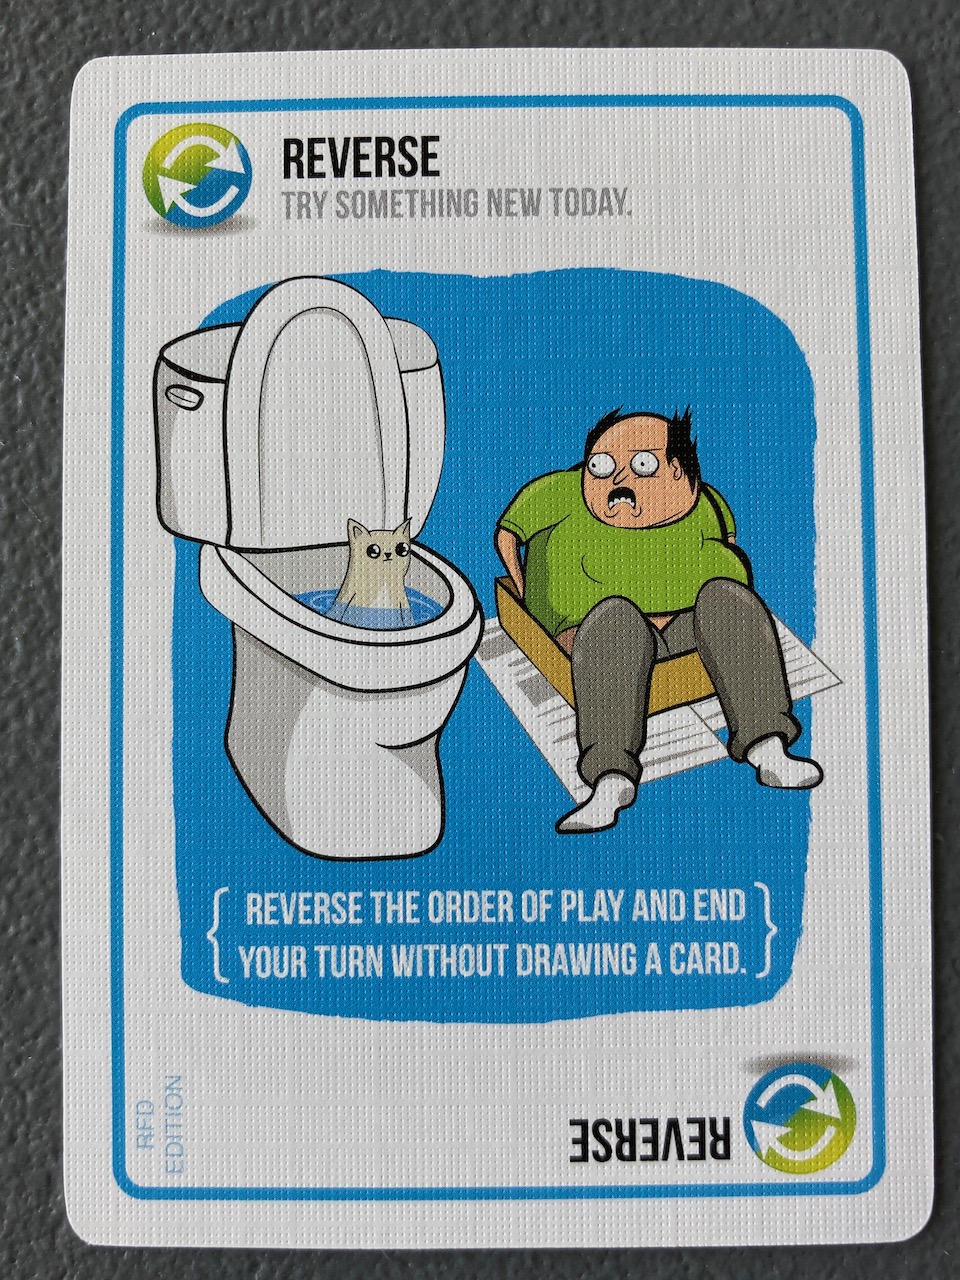 REVERSE
TRY SOMETHING NEW TODAY.
{ REVERSE THE ORDER OF PLAY AND END
YOUR TURN WITHOUT DRAWING A CARD. }
RFD
EDITION
REVERSE